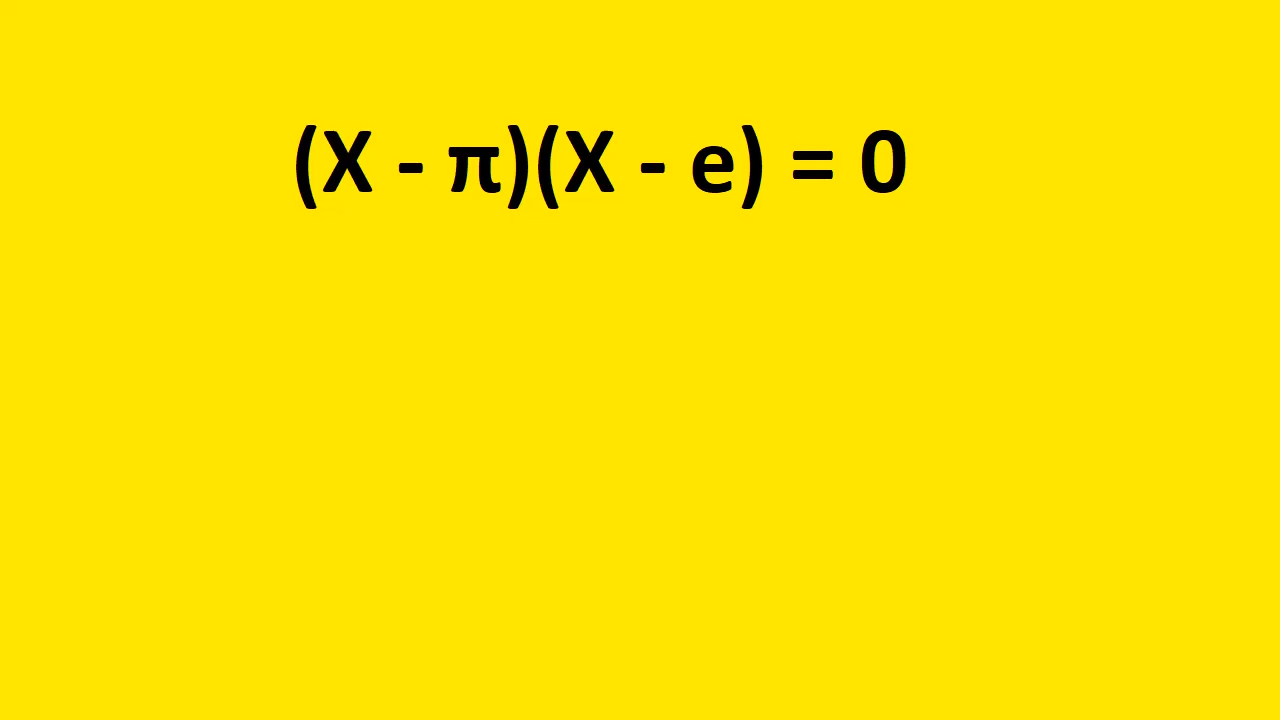 (X - π)(X - e) = 0